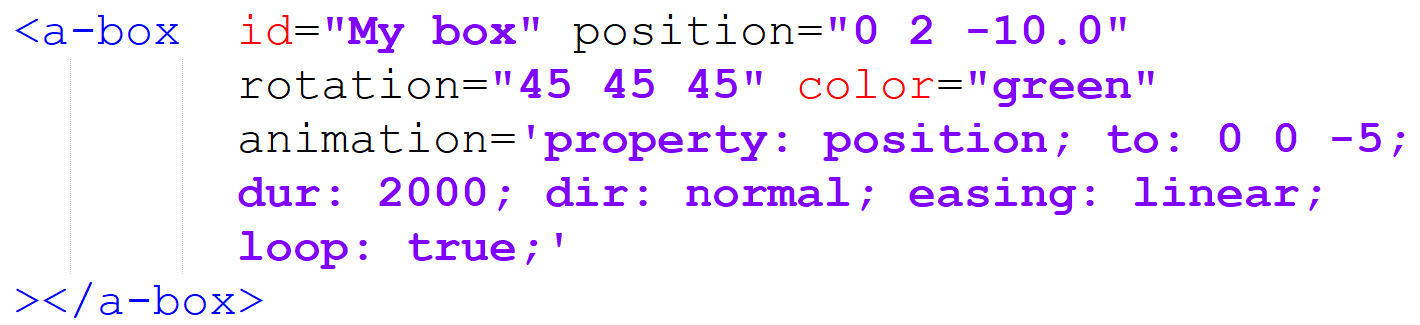 <a-box  id="My box" position="0 2 -10.0"
rotation="45 45 45" color="green"
animation='property: position; to: 0 0 -5;
dur: 2000; dir: normal; easing: linear;
loop: true;'
></a-box>